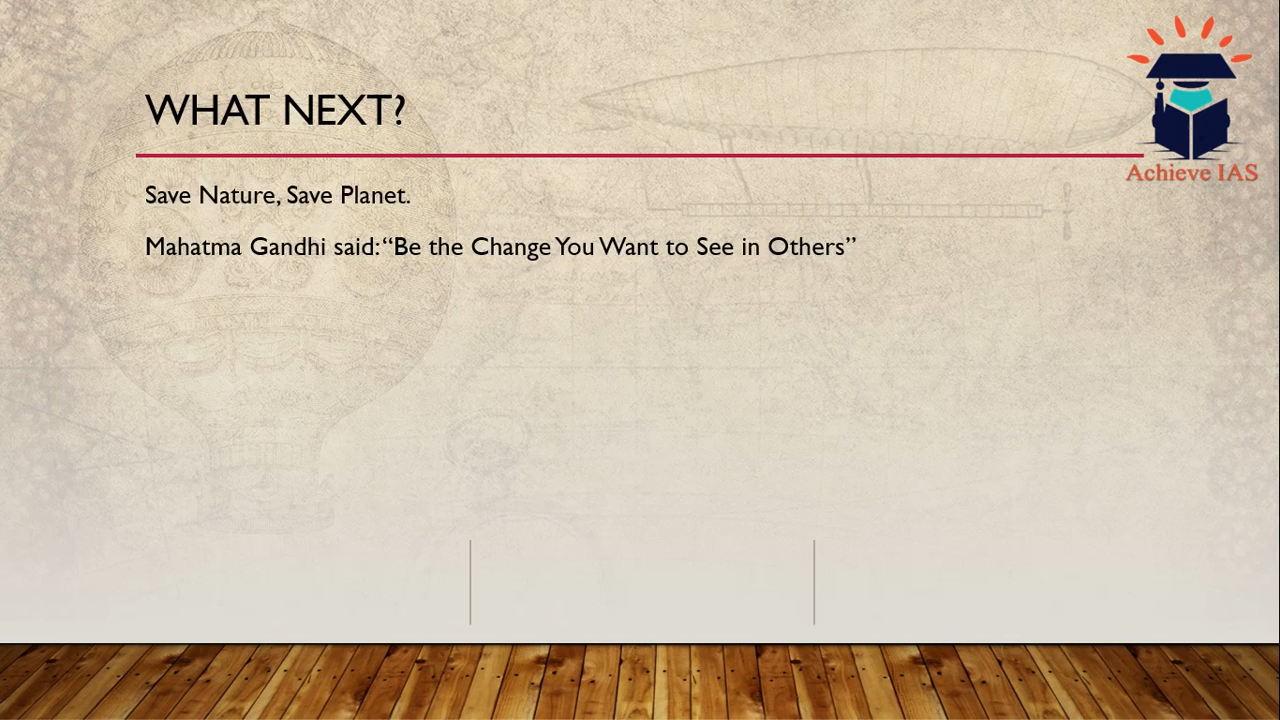 WHAT NEXT?
Achieve IAS
Save Nature, Save Planet.
Mahatma Gandhi said:“Be the Change You Want to See in Others”